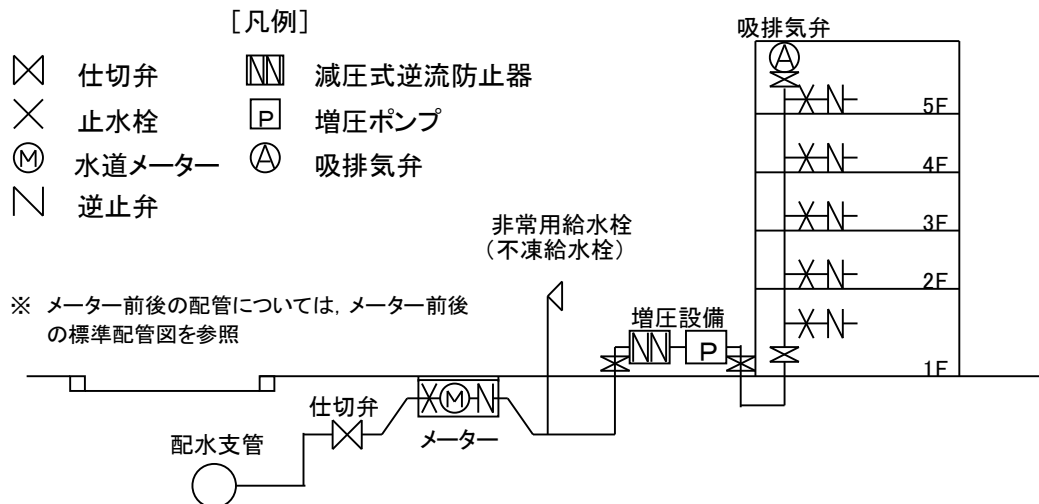 [凡例]
仕切弁
減圧式逆流防止器
止水栓
P
増圧ポンプ
M
水道メーター
A
吸排気弁
逆止弁
※ メーター前後の配管については, メーター前後
の標準配管図を参照
吸排気弁
A
5F
4F
3F
2F
1F
非常用給水栓
(不凍給水栓)
増圧設備
P
仕切弁
M
メーター
配水支管